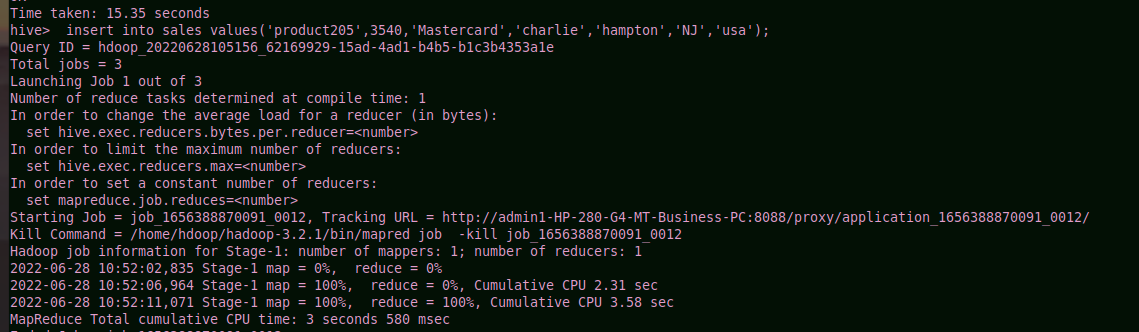 Time taken: 15.35 seconds
hive>  insert into sales values('product205',3540,'Mastercard','charlie','hampton','NJ','usa');
Query ID = hdoop_20220628105156_62169929-15ad-4ad1-b4b5-b1c3b4353a1e
Total jobs = 3
Launching Job 1 out of 3
Number of reduce tasks determined at compile time: 1
In order to change the average load for a reducer (in bytes):
  set hive.exec.reducers.bytes.per.reducer=<number>
In order to limit the maximum number of reducers:
  set hive.exec.reducers.max=<number>
In order to set a constant number of reducers:
  set mapreduce.job.reduces=<number>
Starting Job = job_1656388870091_0012, Tracking URL = http://admin1-HP-280-G4-MT-Business-PC:8088/proxy/application_1656388870091_0012/
Kill Command = /home/hdoop/hadoop-3.2.1/bin/mapred job  -kill job_1656388870091_0012
Hadoop job information for Stage-1: number of mappers: 1; number of reducers: 1
2022-06-28 10:52:02,835 Stage-1 map = 0%,  reduce = 0%
2022-06-28 10:52:06,964 Stage-1 map = 100%,  reduce = 0%, Cumulative CPU 2.31 sec
2022-06-28 10:52:11,071 Stage-1 map = 100%,  reduce = 100%, Cumulative CPU 3.58 sec
MapReduce Total cumulative CPU time: 3 seconds 580 msec